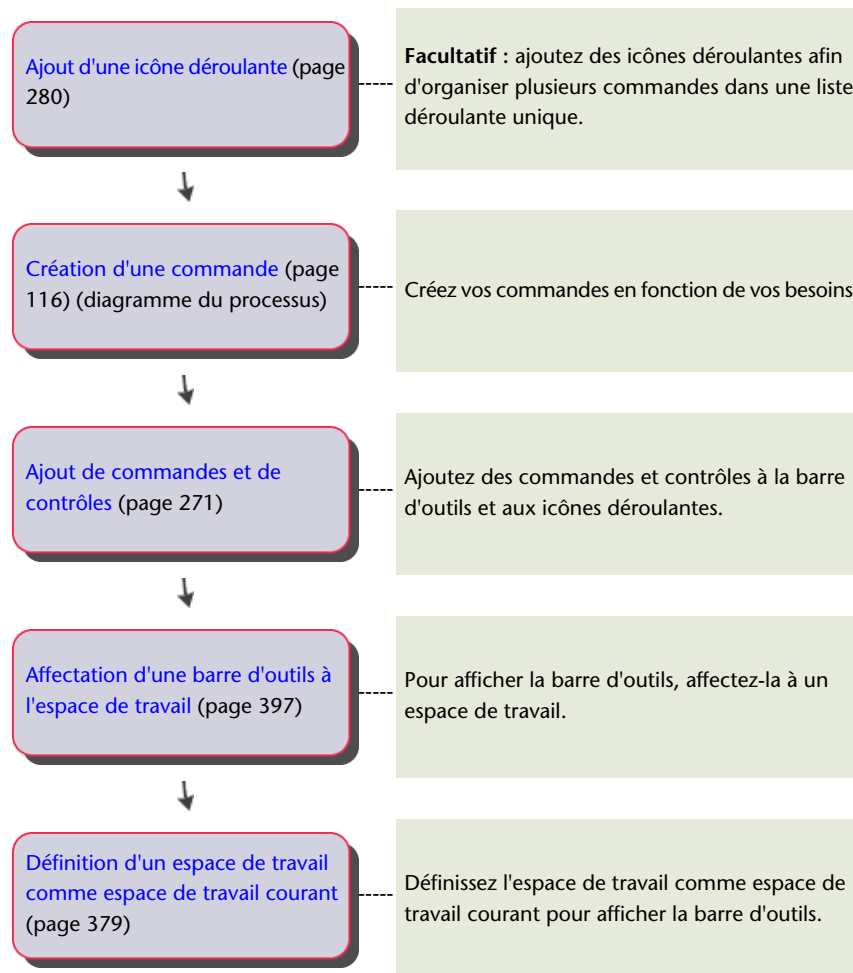 Ajout d'une icône déroulante (page
280)
Facultatif : ajoutez des icônes déroulantes afin
d'organiser plusieurs commandes dans une liste
déroulante unique.
Création d'une commande (page
116) (diagramme du processus)
Créez vos commandes en fonction de vos besoins
Ajout de commandes et de
contrôles (page 271)
Ajoutez des commandes et contrôles à la barre
d'outils et aux icônes déroulantes.
Affectation d'une barre d'outils à
l'espace de travail (page 397)
Pour afficher la barre d'outils, affectez-la à un
espace de travail.
Définition d'un espace de travail
comme espace de travail courant
(page 379)
Définissez l'espace de travail comme espace de
travail courant pour afficher la barre d'outils.